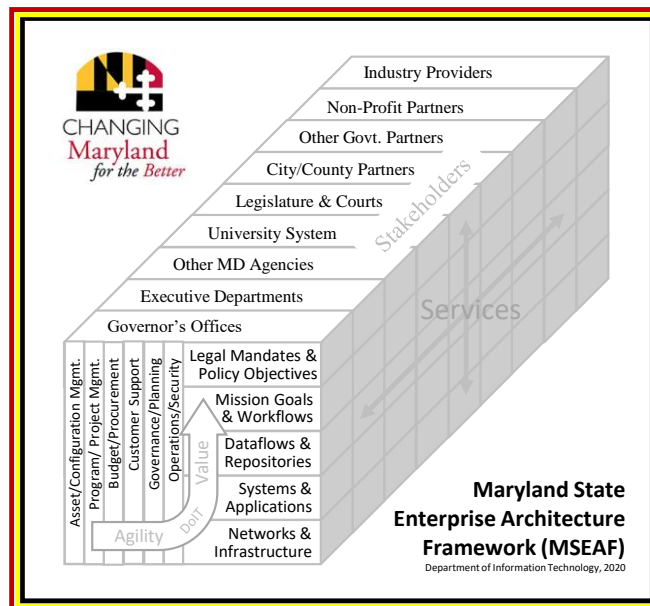 CHANGING
Maryland
for the Better
Industry Providers
Non-Profit Partners
Other Govt. Partners
City/County Partners
Legislature & Courts
University System
Other MD Agencies
Executive Departments
Governor's Offices
Stakeholders
Services
Asset/Configuration Mgmt.
Program/ Project Mgmt.
Budget/Procurement
Customer Support
Governance/Planning
Operations/Security
Legal Mandates &
Policy Objectives
Mission Goals
& Workflows
Dataflows &
Repositories
Systems &
Applications
Networks &
Infrastructure
Agility
DoIT
Value
Maryland State
Enterprise Architecture
Framework (MSEAF)
Department of Information Technology, 2020